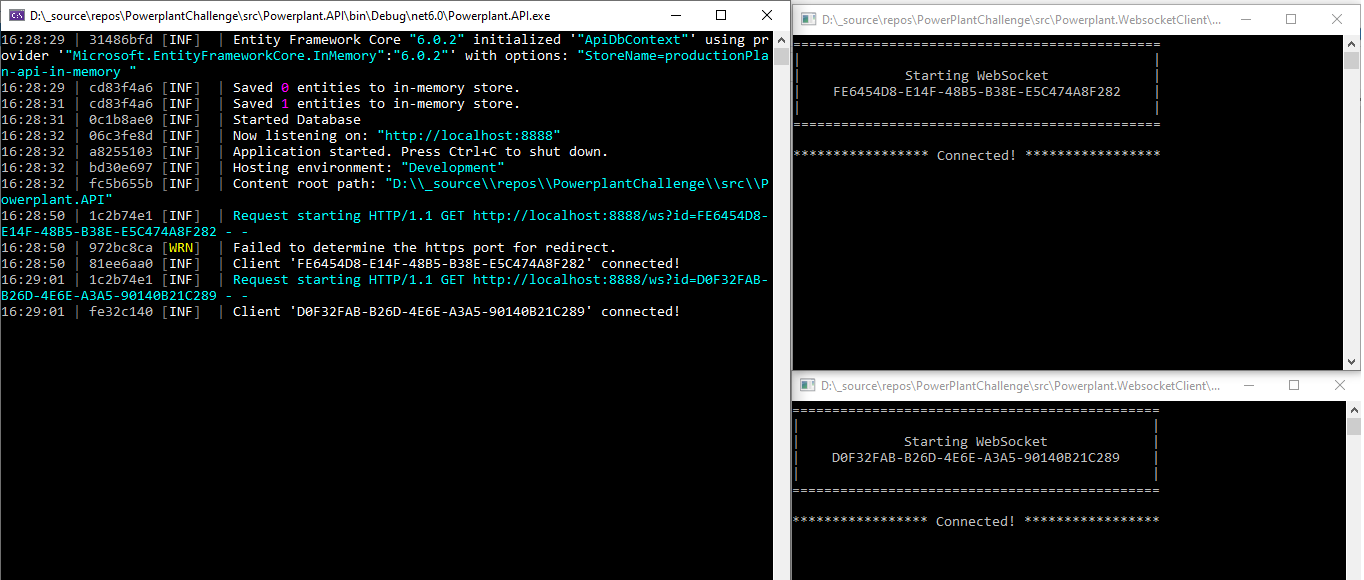 D:\_source\repos\PowerplantChallenge\src\Powerplant.API\bin\Debug\net6.0\Powerplant.API.exe
16:28:29 | 31486bfd [INF]  | Entity Framework Core "6.0.2" initialized '"ApiDbContext"' using pr
ovider '"Microsoft.EntityFrameworkCore.InMemory":"6.0.2"' with options: "StoreName=productionPla
n-api-in-memory "
16:28:29 | cd83f4a6 [INF]  | Saved 0 entities to in-memory store.
16:28:31 | cd83f4a6 [INF]  | Saved 1 entities to in-memory store.
16:28:31 | 0c1b8ae0 [INF]  | Started Database
16:28:32 | 06c3fe8d [INF]  | Now listening on: "http://localhost:8888"
16:28:32 | a8255103 [INF]  | Application started. Press Ctrl+C to shut down.
16:28:32 | bd30e697 [INF]  | Hosting environment: "Development"
16:28:32 | fc5b655b [INF]  | Content root path: "D:\\_source\\repos\\PowerplantChallenge\\src\\P
owerplant.API"
16:28:50 | 1c2b74e1 [INF]  | Request starting HTTP/1.1 GET http://localhost:8888/ws?id=FE6454D8-
E14F-48B5-B38E-E5C474A8F282 - -
16:28:50 | 972bc8ca [WRN]  | Failed to determine the https port for redirect.
16:28:50 | 81ee6aa0 [INF]  | Client 'FE6454D8-E14F-48B5-B38E-E5C474A8F282' connected!
16:29:01 | 1c2b74e1 [INF]  | Request starting HTTP/1.1 GET http://localhost:8888/ws?id=D0F32FAB-
B26D-4E6E-A3A5-90140B21C289 - -
16:29:01 | fe32c140 [INF]  | Client 'D0F32FAB-B26D-4E6E-A3A5-90140B21C289' connected!
D:\_source\repos\PowerPlantChallenge\src\Powerplant.WebsocketClient\...
==============================================
|                                            |
|             Starting WebSocket             |
|    FE6454D8-E14F-48B5-B38E-E5C474A8F282    |
|                                            |
==============================================
***************** Connected! *****************
D:\_source\repos\PowerPlantChallenge\src\Powerplant.WebsocketClient\...
==============================================
|                                            |
|             Starting WebSocket             |
|    D0F32FAB-B26D-4E6E-A3A5-90140B21C289    |
|                                            |
==============================================
***************** Connected! *****************